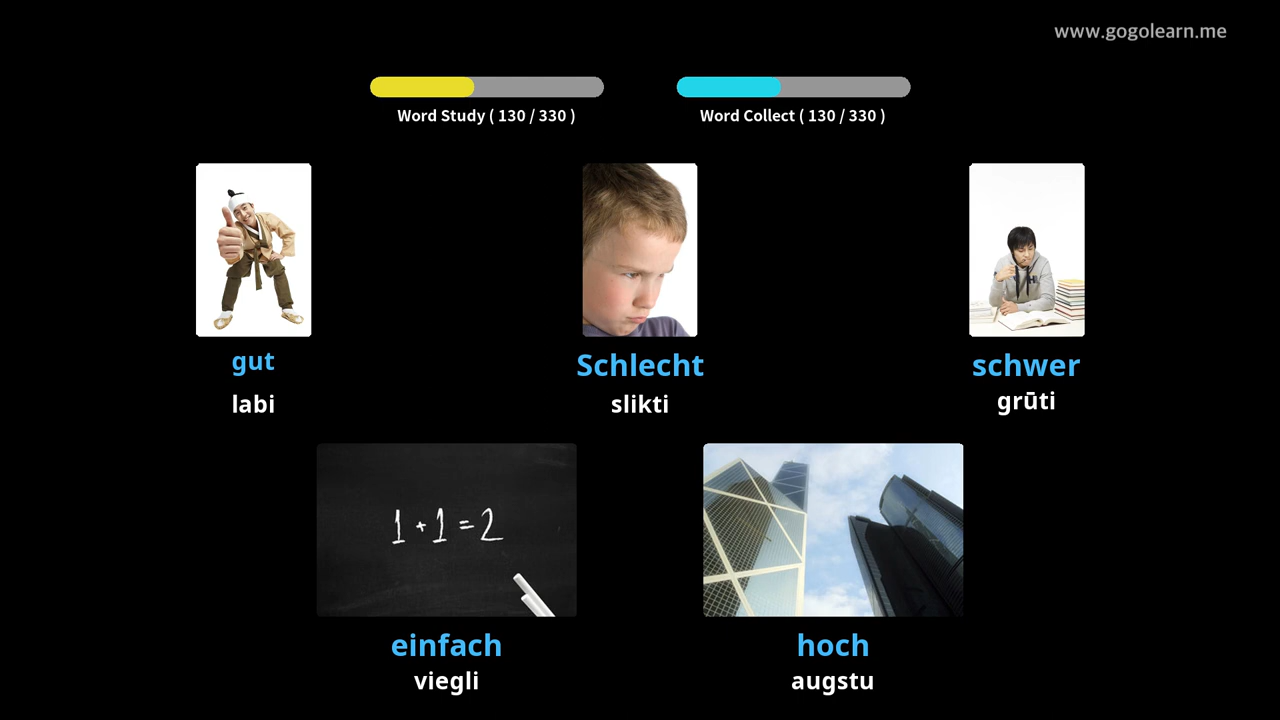 www.gogolearn.me
Word Study ( 130 / 330 )
Word Collect ( 130 / 330 )
gut
labi
Schlecht
slikti
schwer
grūti
1 + 1 = 2
einfach
viegli
hoch
augstu